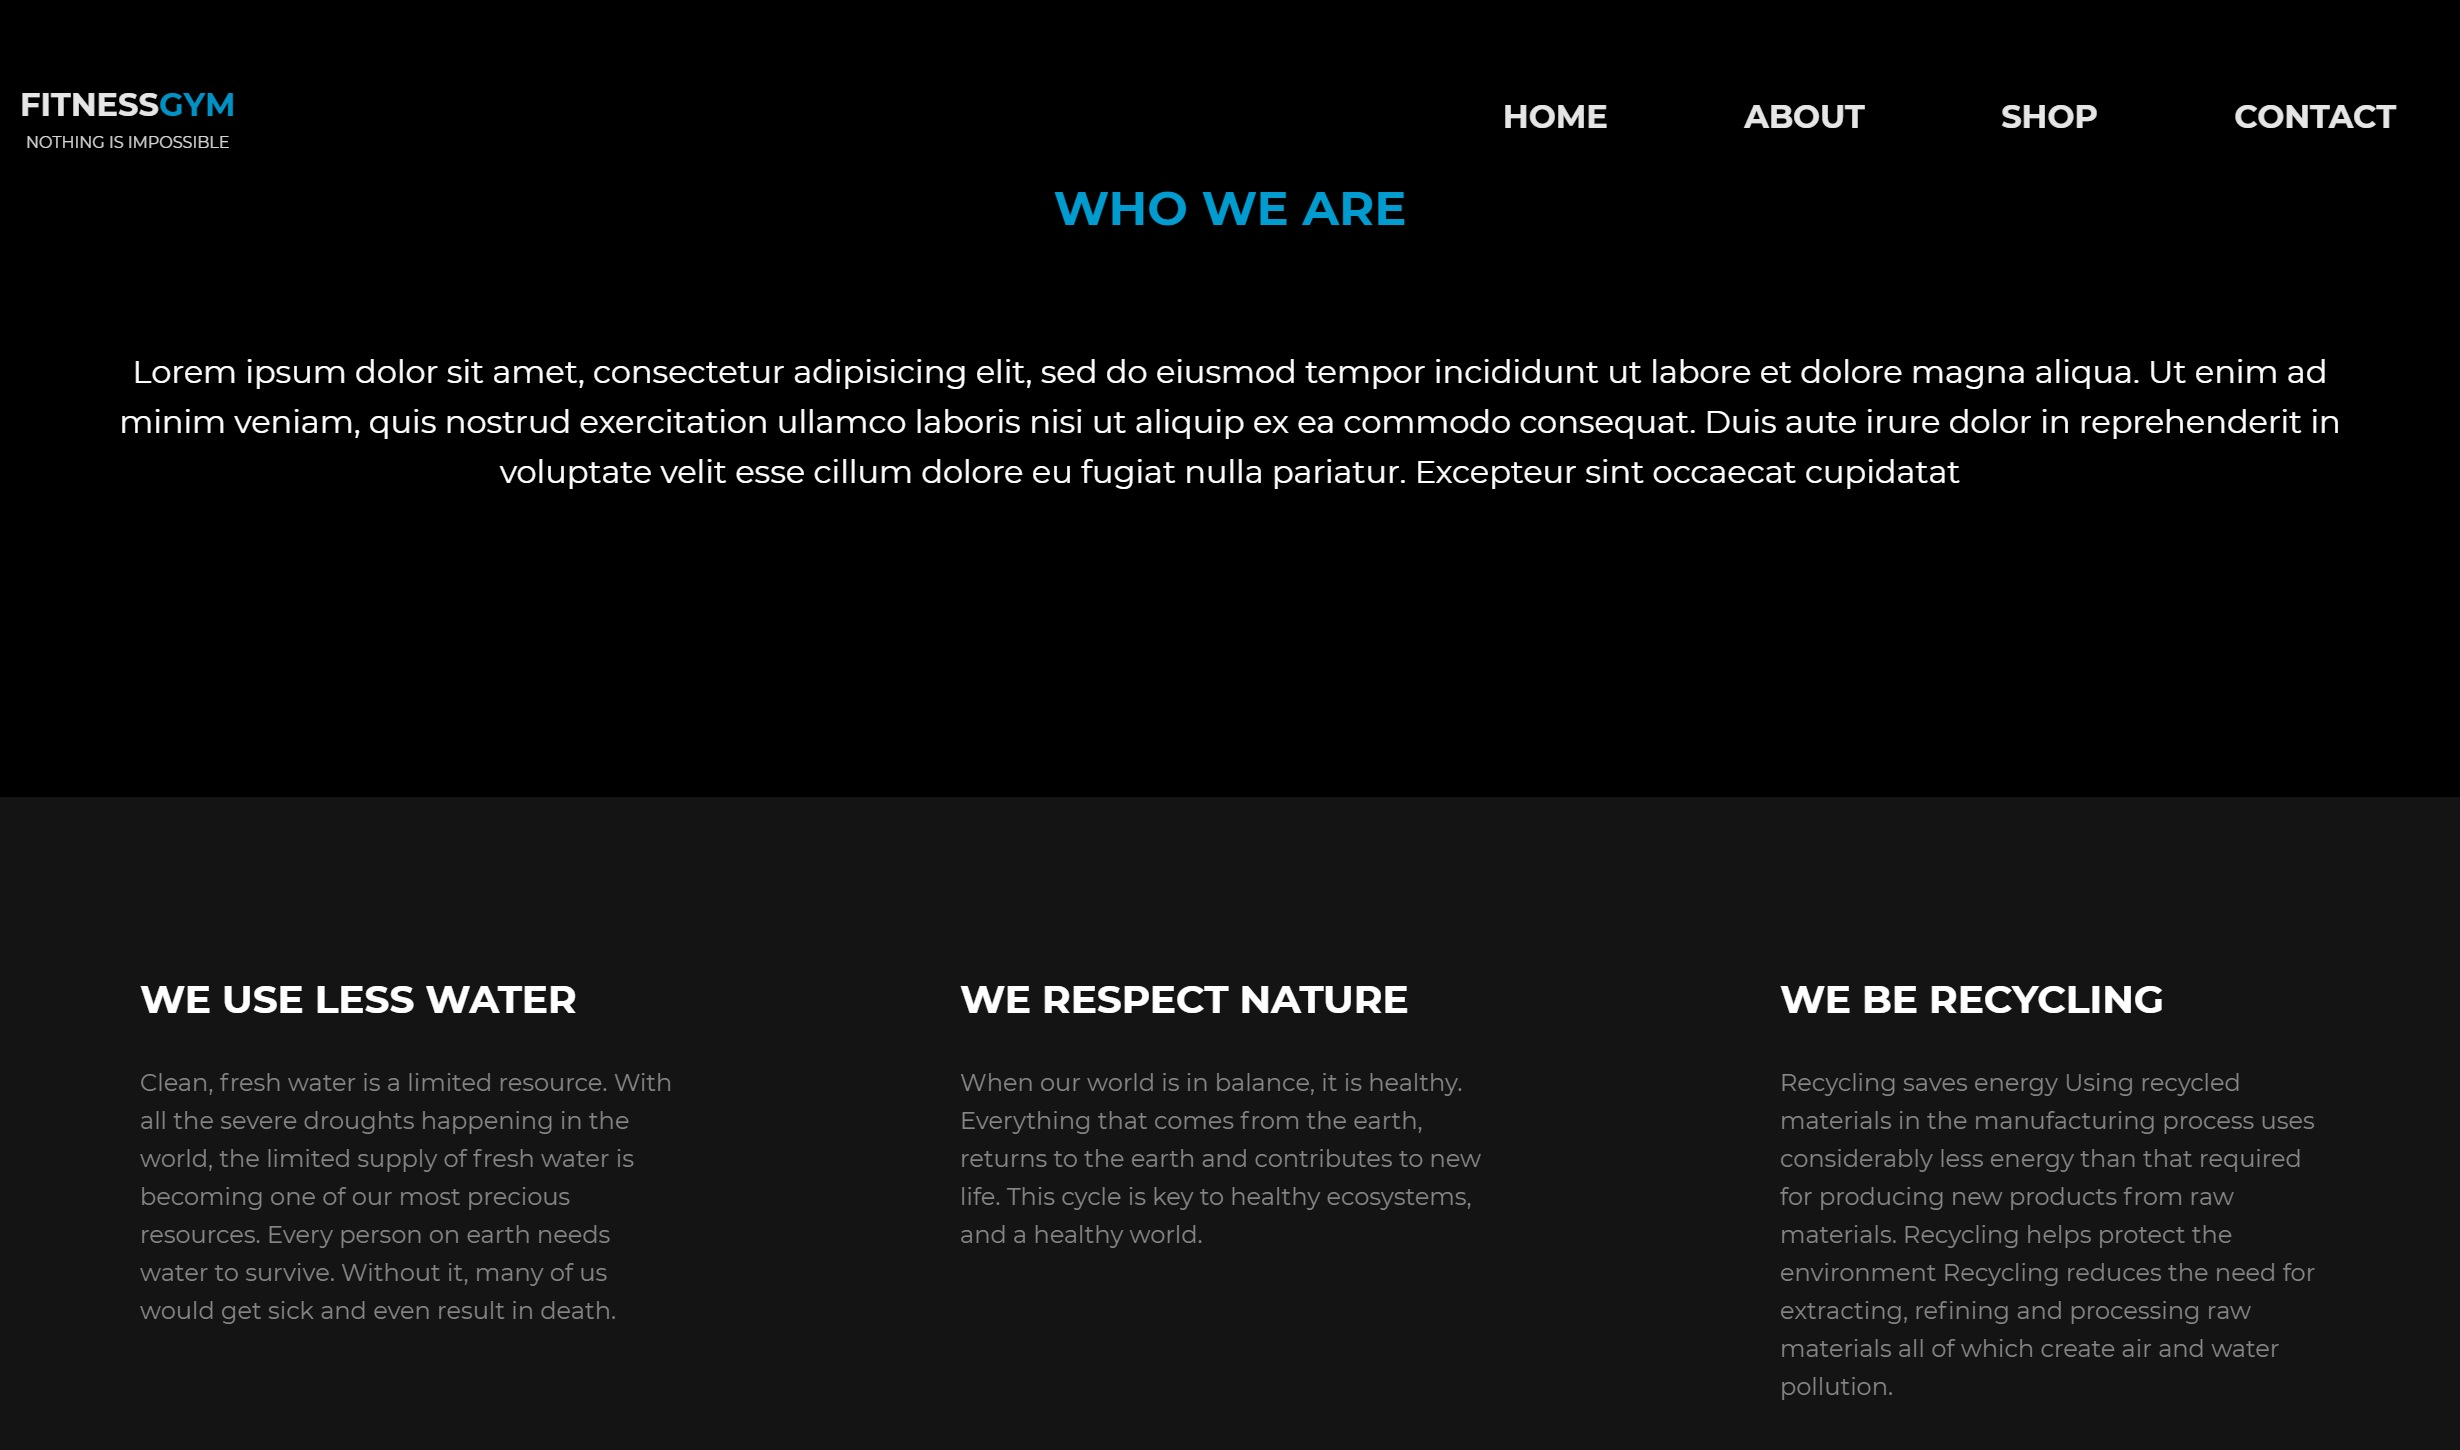 FITNESSGYM
NOTHING IS IMPOSSIBLE
HOME ABOUT SHOP CONTACT
WHO WE ARE
Lorem ipsum dolor sit amet, consectetur adipisicing elit, sed do eiusmod tempor incididunt ut labore et dolore magna aliqua. Ut enim ad
minim veniam, quis nostrud exercitation ullamco laboris nisi ut aliquip ex ea commodo consequat. Duis aute irure dolor in reprehenderit in
voluptate velit esse cillum dolore eu fugiat nulla pariatur. Excepteur sint occaecat cupidatat
WE USE LESS WATER
Clean, fresh water is a limited resource. With
all the severe droughts happening in the
world, the limited supply of fresh water is
becoming one of our most precious
resources. Every person on earth needs
water to survive. Without it, many of us
would get sick and even result in death.
WE RESPECT NATURE
When our world is in balance, it is healthy.
Everything that comes from the earth,
returns to the earth and contributes to new
life. This cycle is key to healthy ecosystems,
and a healthy world.
WE BE RECYCLING
Recycling saves energy Using recycled
materials in the manufacturing process uses
considerably less energy than that required
for producing new products from raw
materials. Recycling helps protect the
environment Recycling reduces the need for
extracting, refining and processing raw
materials all of which create air and water
pollution.